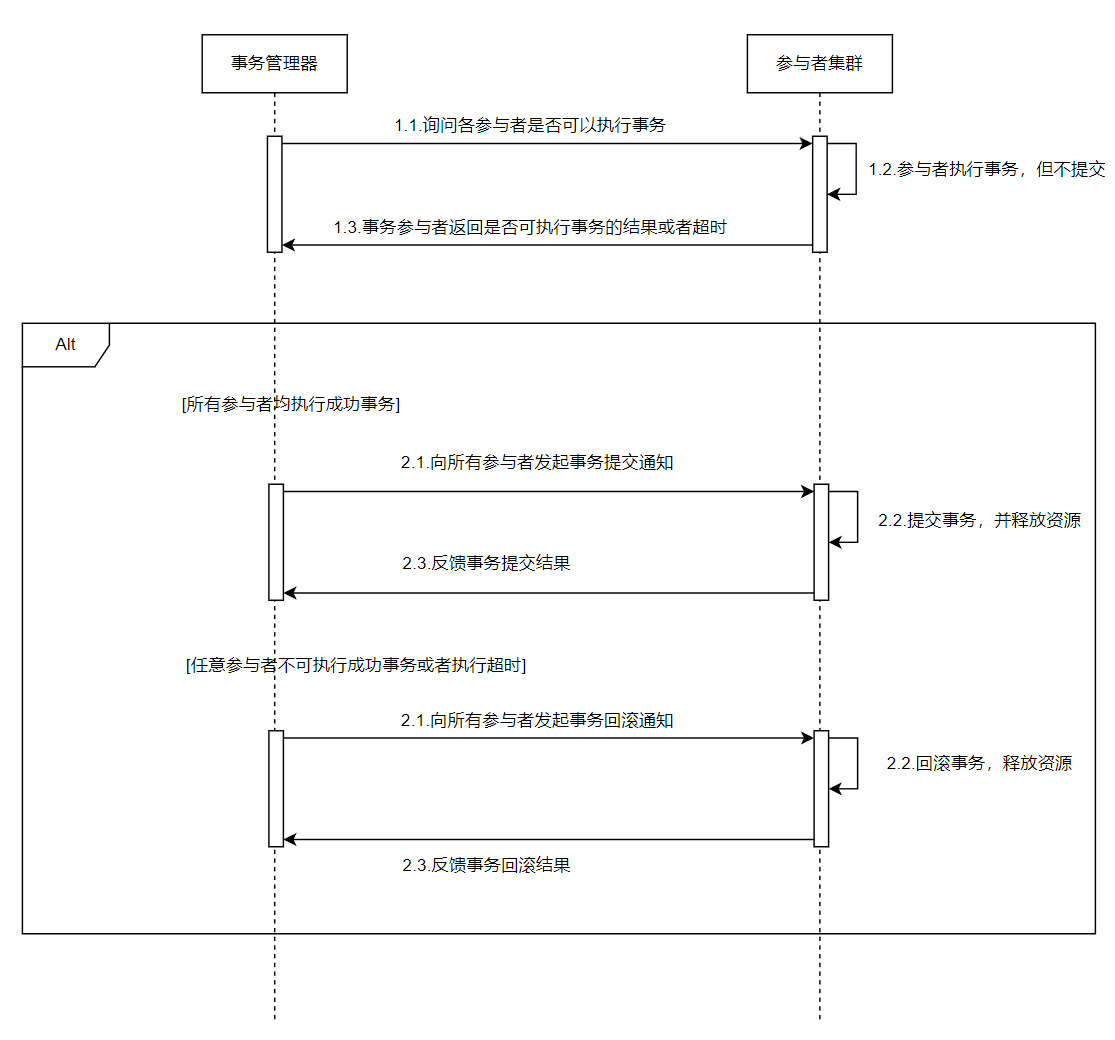 事务管理器
参与者集群
1.1.询问各参与者是否可以执行事务
1.2.参与者执行事务，但不提交
1.3.事务参与者返回是否可执行事务的结果或者超时
Alt
[所有参与者均执行成功事务]
2.1.向所有参与者发起事务提交通知
2.2.提交事务，并释放资源
2.3.反馈事务提交结果
[任意参与者不可执行成功事务或者执行超时]
2.1.向所有参与者发起事务回滚通知
2.2.回滚事务，释放资源
2.3.反馈事务回滚结果